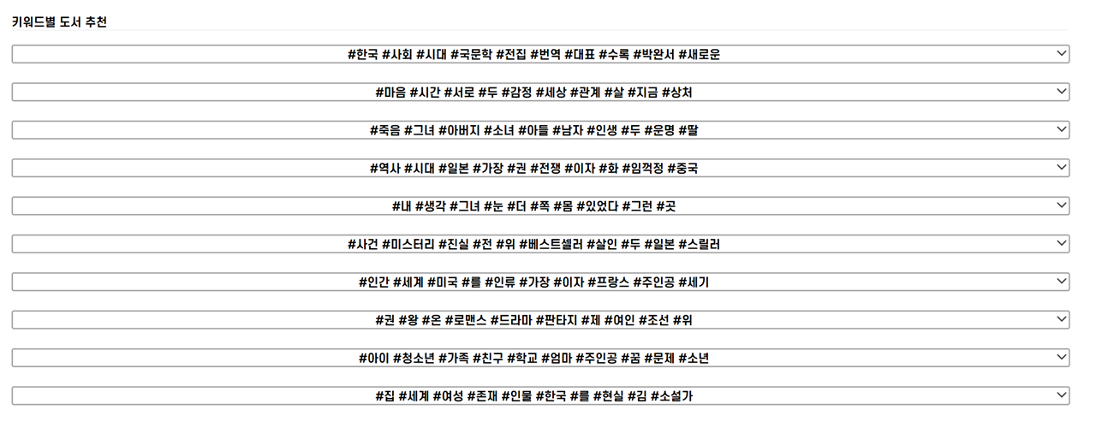 키워드별 도서 추천
#한국 #사회 #시대 #국문학 #전집 #번역 #대표 #수록 #박완서 #새로운
#마음 #시간 #서로 #두 #감정 #세상 #관계 #살 #지금 #상처
#죽음 #그녀 #아버지 #소녀 #아들 #남자 #인생 #두 #운명 #딸
#역사 #시대 #일본 #가장 #권 #전쟁 #이자 #화 #임꺽정 #중국
#내 #생각 #그녀 #눈 #더 #쪽 #몸 #있었다 #그런 #곳
#사건 #미스터리 #진실 #전 #위 #베스트셀러 #살인 #두 #일본 #스릴러
#인간 #세계 #미국 #를 #인류 #가장 #이자 #프랑스 #주인공 #세기
#권 #왕 #온 #로맨스 #드라마 #판타지 #제 #여인 #조선 #위
#아이 #청소년 #가족 #친구 #학교 #엄마 #주인공 #꿈 #문제 #소년
#집 #세계 #여성 #존재 #인물 #한국 #를 #현실 #김 #소설가